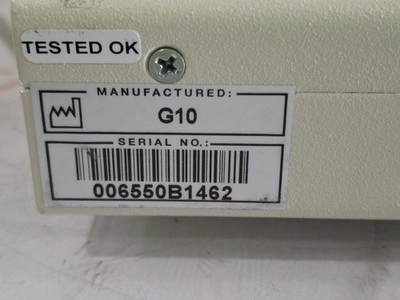 TESTED OK
MANUFACTURED:
G10
SERIAL NO.:
006550B1462